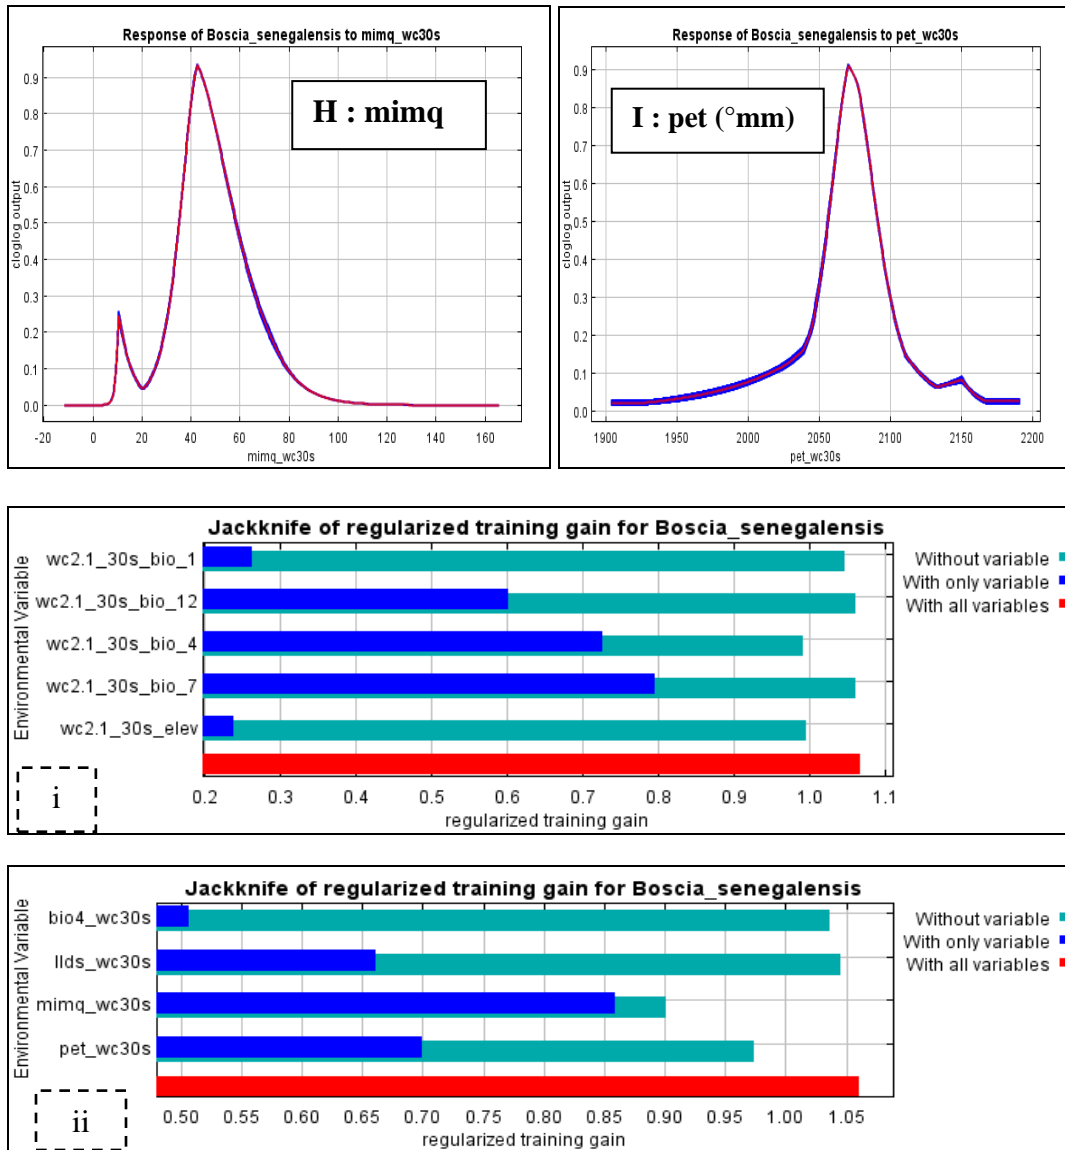 Response of Boscia_senegalensis to mimq_wc30s
H : mimq
cloglog output
0.9
0.8
0.7
0.6
0.5
0.4
0.3
0.2
0.1
0.0
-20 0 20 40 60 80 100 120 140 160
mimq_wc30s
Response of Boscia_senegalensis to pet_wc30s
I : pet (°mm)
cloglog output
0.9
0.8
0.7
0.6
0.5
0.4
0.3
0.2
0.1
0.0
1900 1950 2000 2050 2100 2150 2200
pet_wc30s
Jackknife of regularized training gain for Boscia_senegalensis
Environmental Variable
wc2.1_30s_bio_1
wc2.1_30s_bio_12
wc2.1_30s_bio_4
wc2.1_30s_bio_7
wc2.1_30s_elev
Without variable
With only variable
With all variables
i
0.2 0.3 0.4 0.5 0.6 0.7 0.8 0.9 1.0 1.1
regularized training gain
Jackknife of regularized training gain for Boscia_senegalensis
Environmental Variable
bio4_wc30s
llds_wc30s
mimq_wc30s
pet_wc30s
Without variable
With only variable
With all variables
ii
0.50 0.55 0.60 0.65 0.70 0.75 0.80 0.85 0.90 0.95 1.00 1.05
regularized training gain